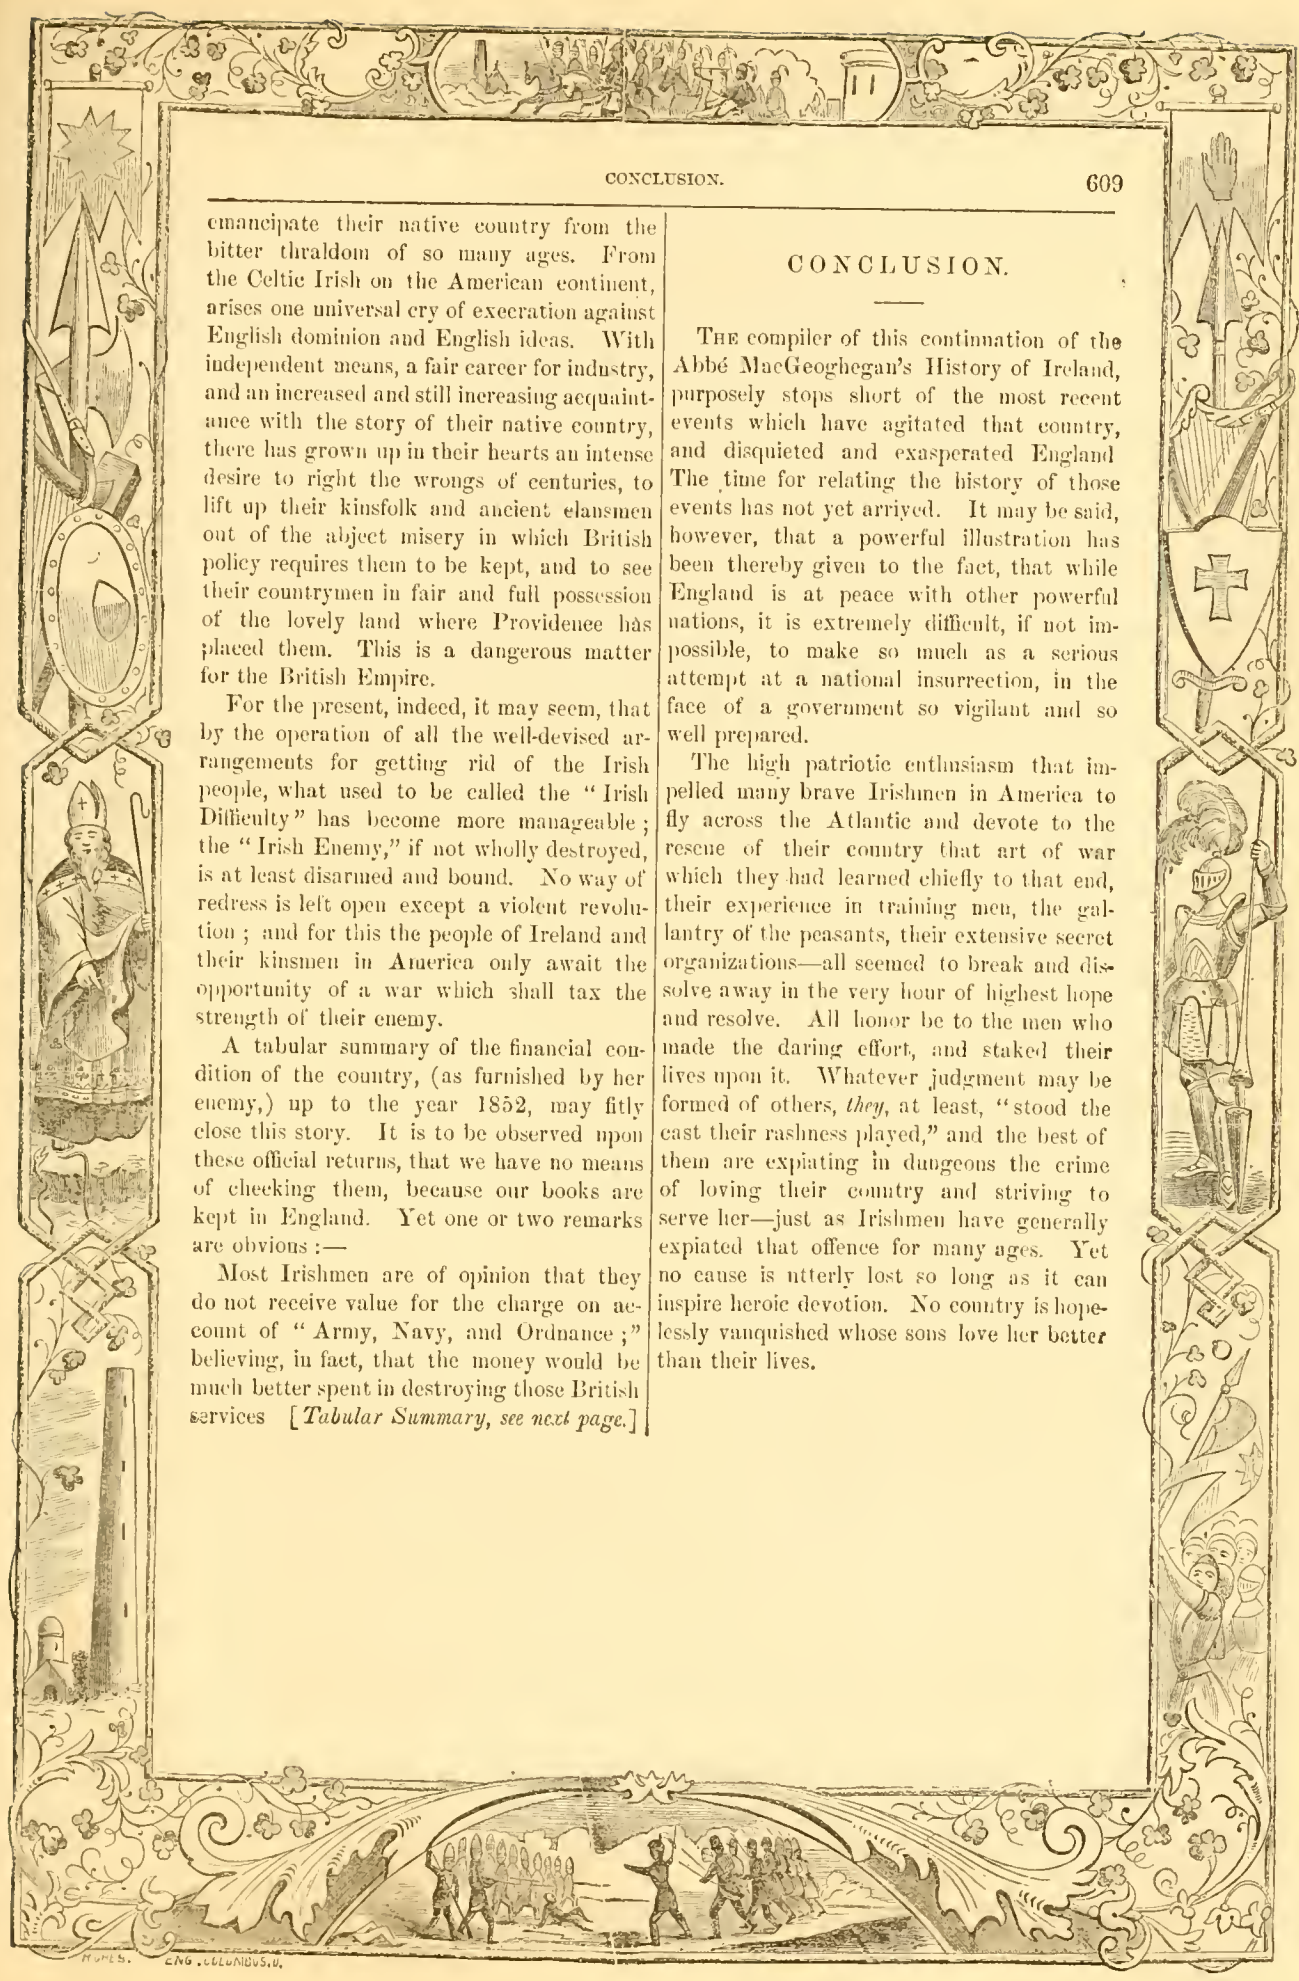 CONCLUSION.
609
emancipate their native country from the
bitter thraldom of so many ages. From
the Celtic Irish on the American continent,
arises one universal cry of execration against
English dominion and English ideas. With
independent means, a fair career for industry,
and an increased and still increasing acquaint-
ance with the story of their native country,
there has grown up in their hearts an intense
desire to right the wrongs of centuries, to
lift up their kinsfolk and ancient clansmen
out of the abject misery in which British
policy requires them to be kept, and to see
their countrymen in fair and full possession
of the lovely land where Providence has
placed them. This is a dangerous matter
for the British Empire.
For the present, indeed, it may seem, that
by the operation of all the well-devised ar-
rangements for getting rid of the Irish
people, what used to be called the “ Irish
Difficulty ” has become more manageable ;
the “ Irish Enemy,” if not wholly destroyed,
is at least disarmed and bound. No way of
redress is left open except a violent revolu-
tion ; and for this the people of Ireland and
their kinsmen in America only await the
opportunity of a war which shall tax the
strength of their enemy.
A tabular summary of the financial con-
dition of the country, (as furnished by her
enemy,) up to the year 1852, may fitly
close this story. It is to be observed upon
these official returns, that we have no means
of checking them, because our books are
kept in England. Yet one or two remarks
are obvious :—
Most Irishmen are of opinion that they
do not receive value for the charge on ac-
count of “ Army, Navy, and Ordnance ;”
believing, in fact, that the money would be
much better spent in destroying those British
services [Tabular Summary, see next page.]
CONCLUSION.
THE compiler of this continuation of the
Abbé MacGeoghegan’s History of Ireland,
purposely stops short of the most recent
events which have agitated that country,
and disquieted and exasperated England
The time for relating the history of those
events has not yet arrived. It may be said,
however, that a powerful illustration has
been thereby given to the fact, that while
England is at peace with other powerful
nations, it is extremely difficult, if not im-
possible, to make so much as a serious
attempt at a national insurrection, in the
face of a government so vigilant and so
well prepared.
The high patriotic enthusiasm that im-
pelled many brave Irishmen in America to
fly across the Atlantic and devote to the
rescue of their country that art of war
which they had learned chiefly to that end,
their experience in training men, the gal-
lantry of the peasants, their extensive secret
organizations—all seemed to break and dis-
solve away in the very hour of highest hope
and resolve. All honor be to the men who
made the daring effort, and staked their
lives upon it. Whatever judgment may be
formed of others, they, at least, “stood the
cast their rashness played,” and the best of
them are expiating in dungeons the crime
of loving their country and striving to
serve her—just as Irishmen have generally
expiated that offence for many ages. Yet
no cause is utterly lost so long as it can
inspire heroic devotion. No country is hope-
lessly vanquished whose sons love her better
than their lives.
ENG. COLUMBUS, O.